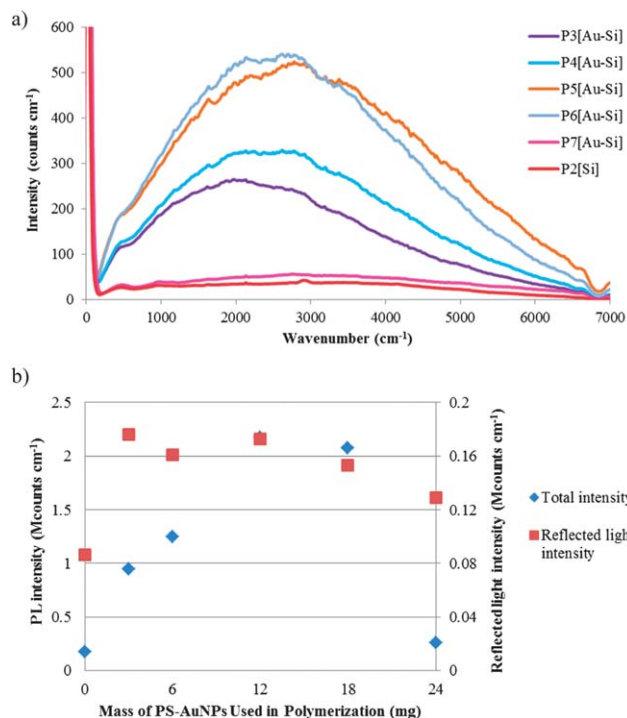 a)
600
500
400
300
200
100
0
Intensity (counts cm⁻¹)
P3[Au-Si]
P4[Au-Si]
P5[Au-Si]
P6[Au-Si]
P7[Au-Si]
P2[Si]
0 1000 2000 3000 4000 5000 6000 7000
Wavenumber (cm⁻¹)
b)
2.5
2
1.5
1
0.5
0
PL intensity (Mcounts cm⁻¹)
0.2
0.16
0.12
0.08
0.04
0
Reflected light intensity (Mcounts cm⁻¹)
Total intensity
Reflected light
intensity
0 6 12 18 24
Mass of PS-AuNPs Used in Polymerization (mg)